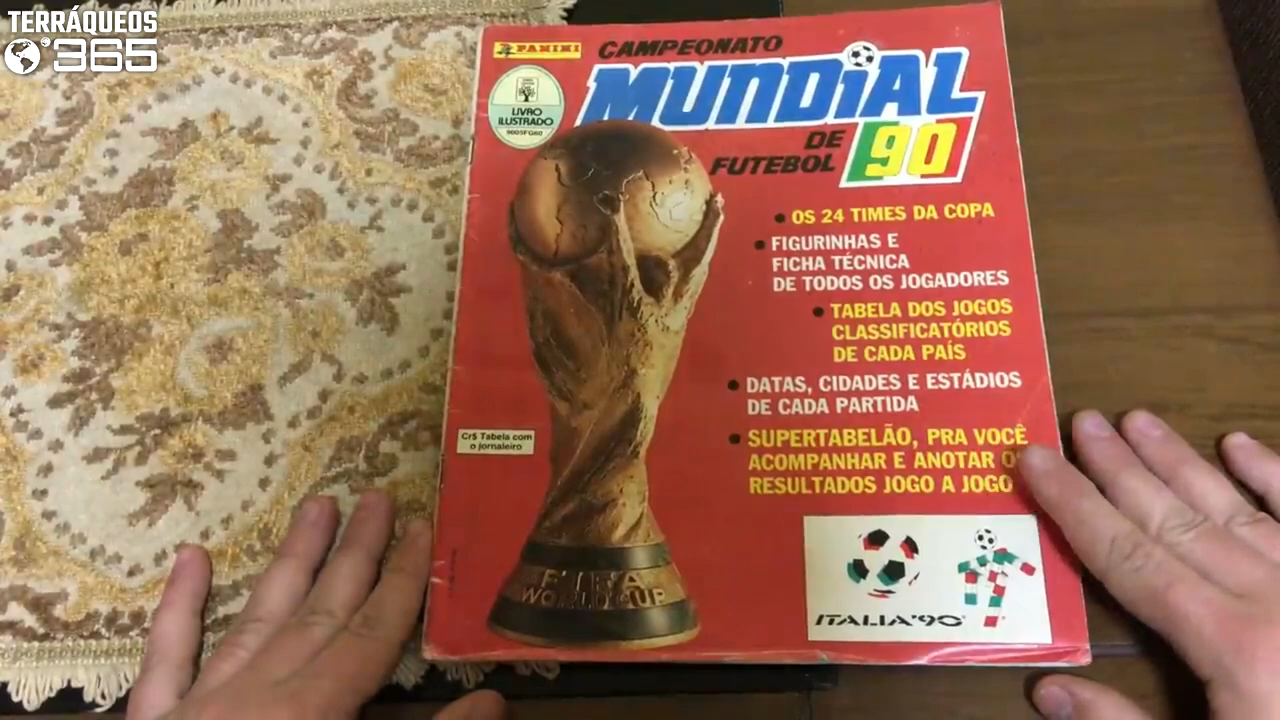 TERRÁQUEOS
365
PANINI
CAMPEONATO
MUNDIAL
DE
FUTEBOL
90
LIVRO
ILUSTRADO
OS 24 TIMES DA COPA
FIGURINHAS E
FICHA TÉCNICA
DE TODOS OS JOGADORES
TABELA DOS JOGOS
CLASSIFICATÓRIOS
DE CADA PAÍS
DATAS, CIDADES E ESTÁDIOS
DE CADA PARTIDA
SUPERTABELÃO, PRA VOCÊ
ACOMPANHAR E ANOTAR
RESULTADOS JOGO A JOGO
Cr$ Tabela com
o jornaleiro
FIFA
WORLD CUP
ITALIA'90